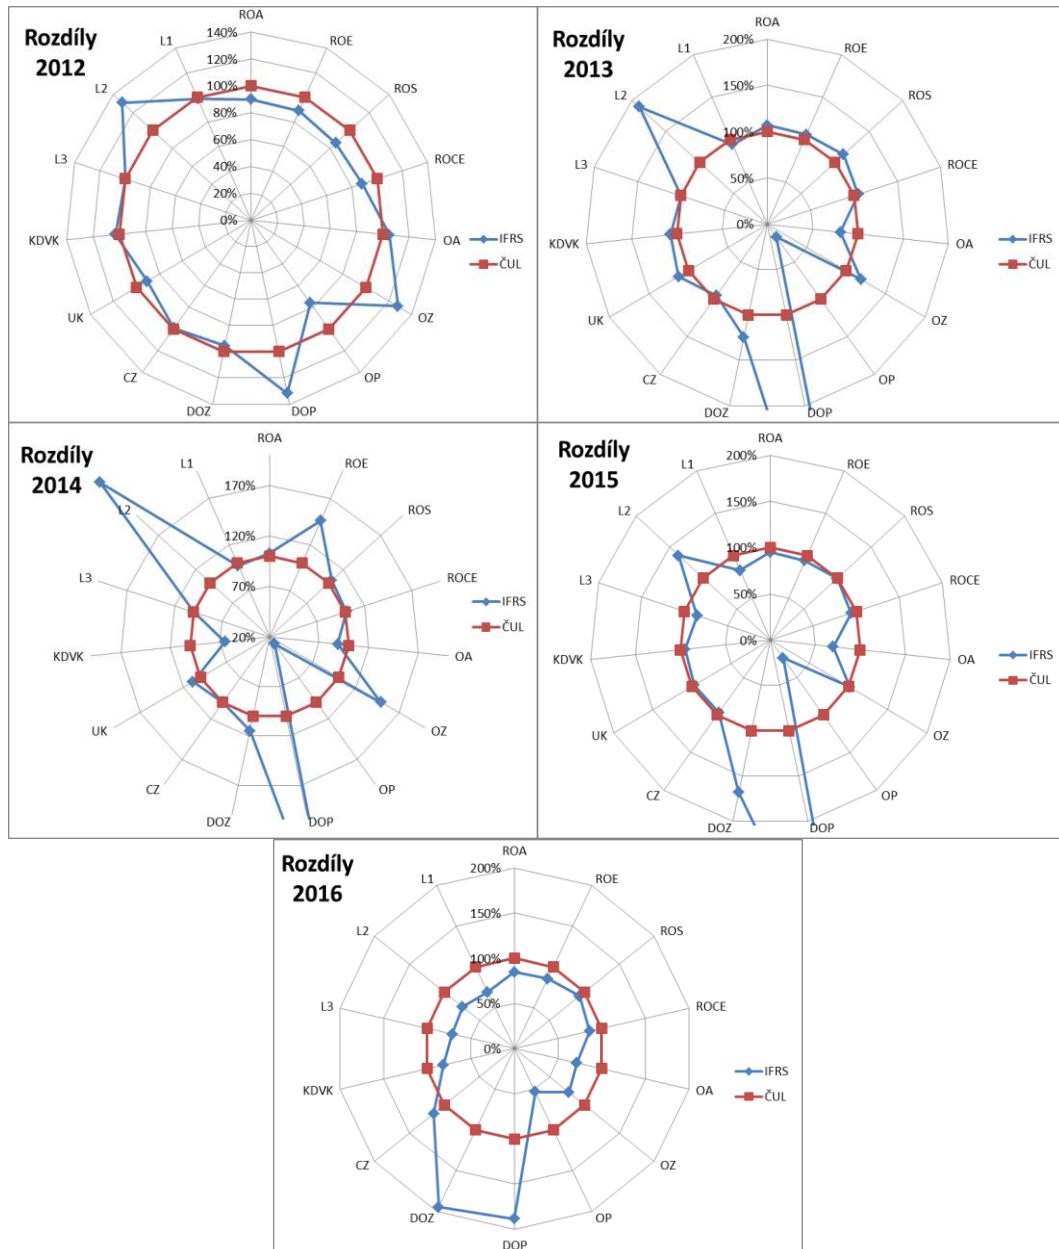 Rozdíly
2012
ROA
ROE
ROS
ROCE
OA
OZ
OP
DOP
DOZ
CZ
UK
KDVK
L3
L2
L1
140%
120%
100%
80%
60%
40%
20%
0%
IFRS
ČUL
Rozdíly
2013
ROA
ROE
ROS
ROCE
OA
OZ
OP
DOP
DOZ
CZ
UK
KDVK
L3
L2
L1
200%
150%
100%
50%
0%
IFRS
ČUL
Rozdíly
2014
ROA
ROE
ROS
ROCE
OA
OZ
OP
DOP
DOZ
CZ
UK
KDVK
L3
L2
L1
170%
120%
70%
20%
IFRS
ČUL
Rozdíly
2015
ROA
ROE
ROS
ROCE
OA
OZ
OP
DOP
DOZ
CZ
UK
KDVK
L3
L2
L1
200%
150%
100%
50%
0%
IFRS
ČUL
Rozdíly
2016
ROA
ROE
ROS
ROCE
OA
OZ
OP
DOP
DOZ
CZ
KDVK
L3
L2
L1
200%
150%
100%
50%
0%
IFRS
ČUL